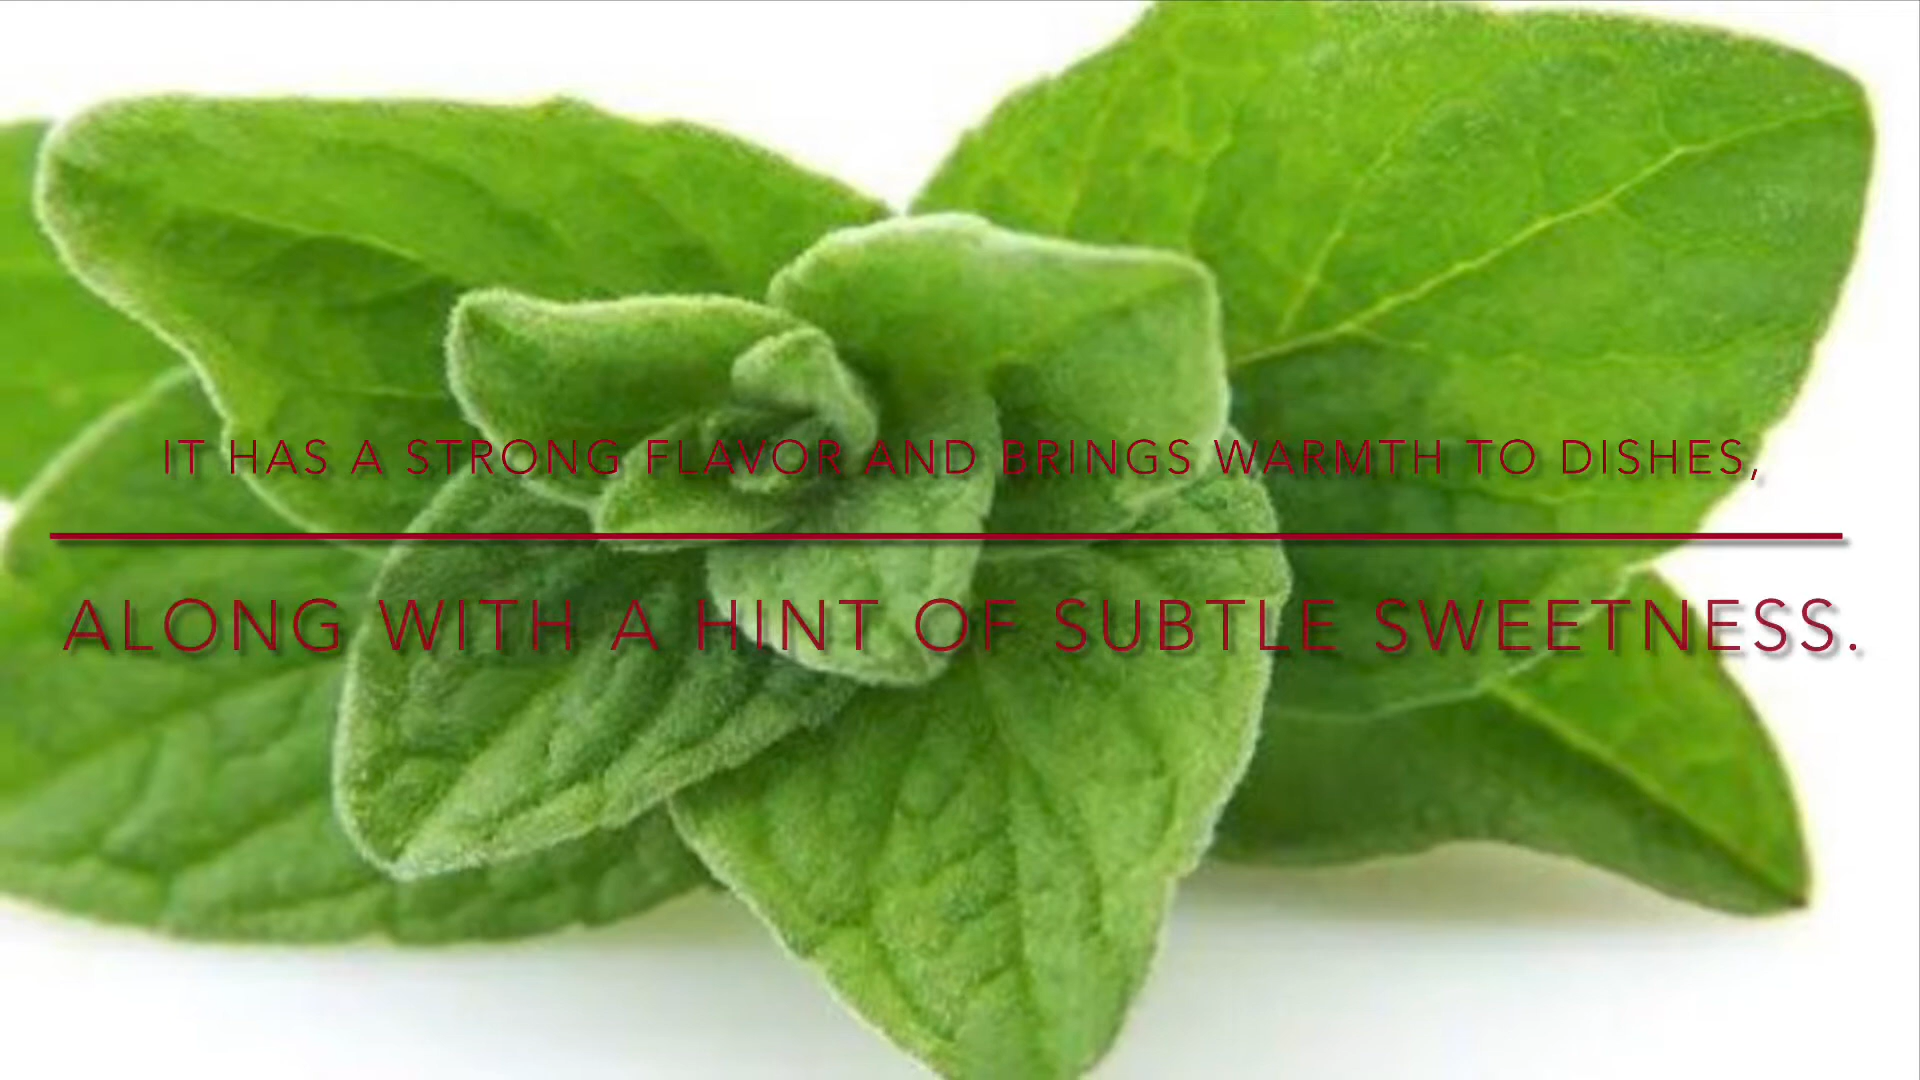 IT HAS A STRONG FLAVOR AND BRINGS WARMTH TO DISHES,
ALONG WITH A HINT OF SUBTLE SWEETNESS.